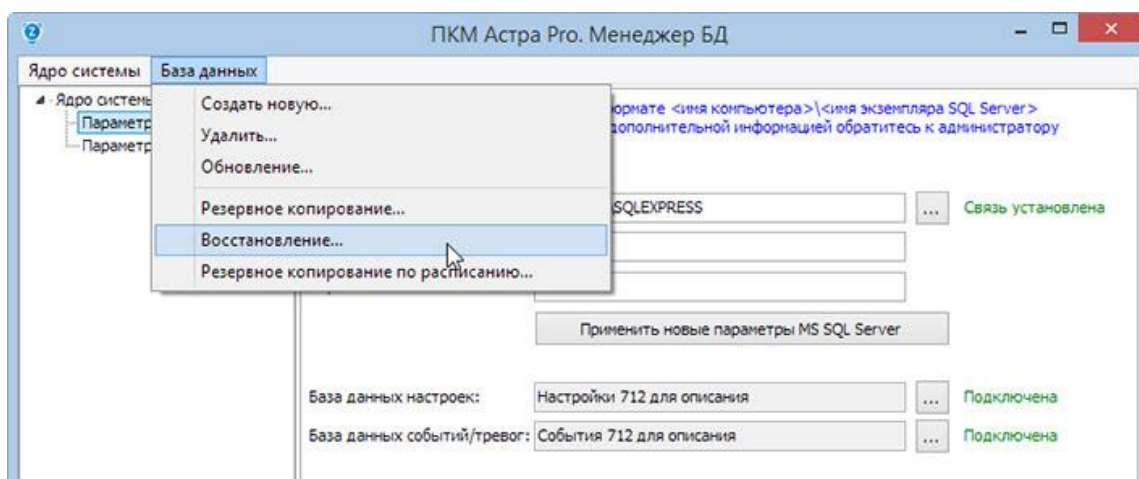 ПКМ Астра Pro. Менеджер БД
Ядро системы База данных
Ядро систем
Параметр
Параметр
Создать новую...
Удалить...
Обновление...
Резервное копирование...
Восстановление...
Резервное копирование по расписанию...
ормате <имя компьютера>\<имя экземпляра SQL Server>
дополнительной информацией обратитесь к администратору
SQLEXPRESS ... Связь установлена
Применить новые параметры MS SQL Server
База данных настроек: Настройки 712 для описания ... Подключена
База данных событий/тревог: События 712 для описания ... Подключена